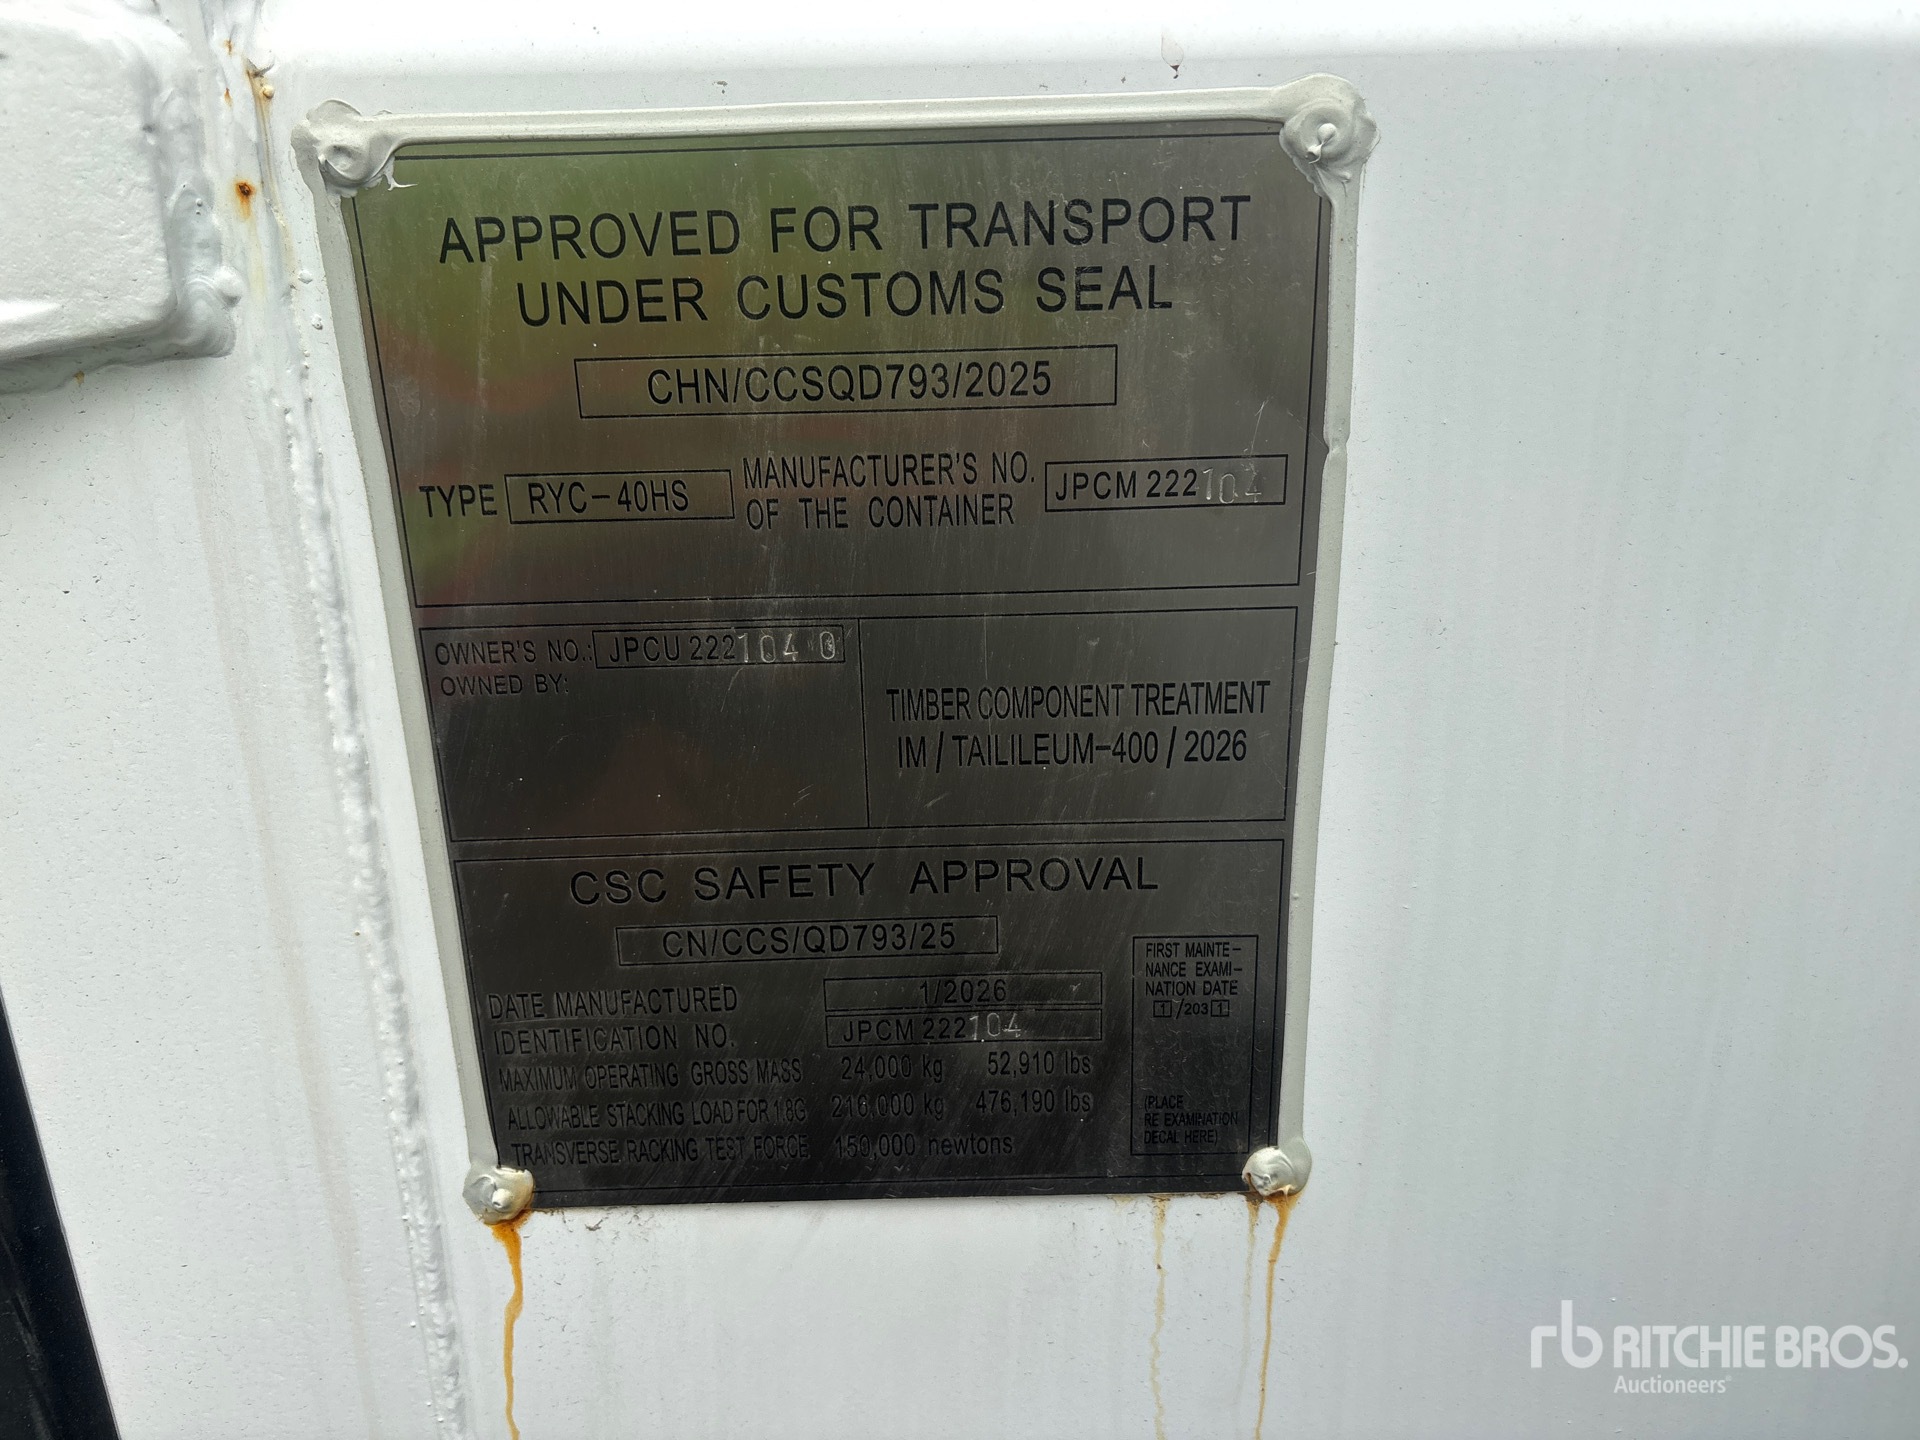 APPROVED FOR TRANSPORT
UNDER CUSTOMS SEAL
CHN/CCSQD793/2025
TYPE RYC-40HS MANUFACTURER'S NO. OF THE CONTAINER JPCM 222104
OWNER'S NO.: JPCU 222104 0
OWNED BY:
TIMBER COMPONENT TREATMENT
IM / TAILILEUM-400 / 2026
CSC SAFETY APPROVAL
CN/CCS/QD793/25
DATE MANUFACTURED 1/2026
IDENTIFICATION NO. JPCM 222104
MAXIMUM OPERATING GROSS MASS 24,000 kg 52,910 lbs
ALLOWABLE STACKING LOAD FOR 1.8G 216,000 kg 476,190 lbs
TRANSVERSE RACKING TEST FORCE 150,000 newtons
FIRST MAINTE-
NANCE EXAMI-
NATION DATE
1 /203 1
(PLACE
RE EXAMINATION
DECAL HERE)
rb RITCHIE BROS.
Auctioneers